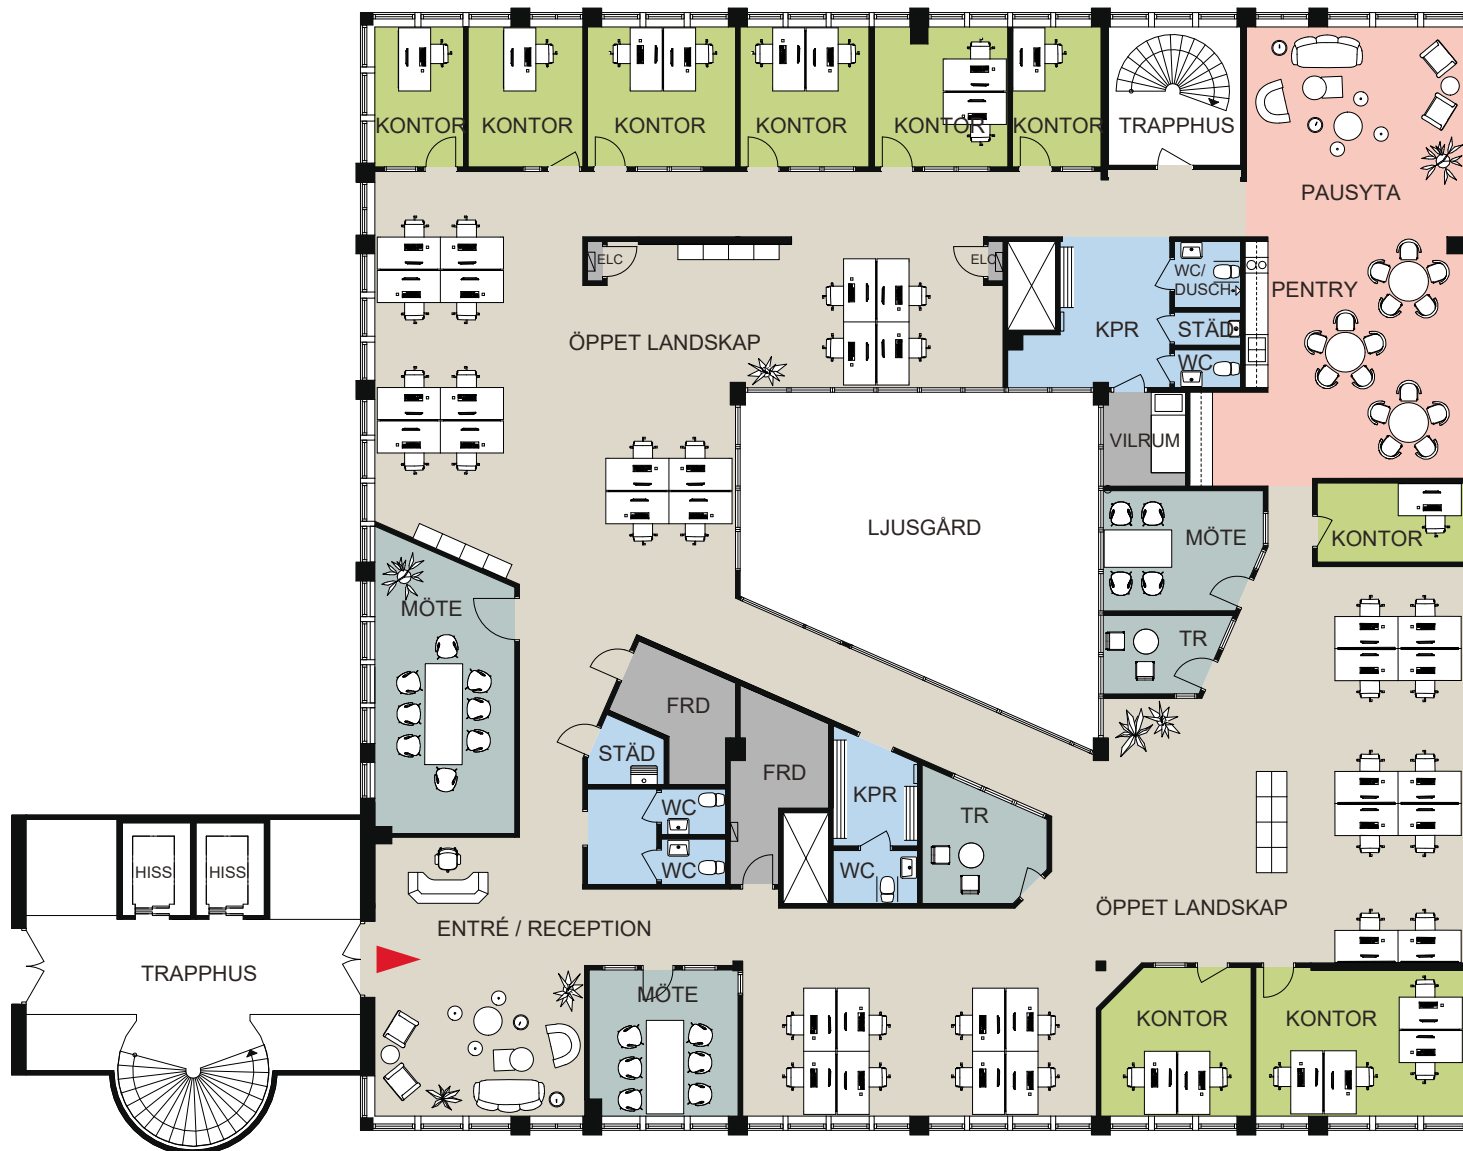 KONTOR
KONTOR
KONTOR
KONTOR
KONTOR
KONTOR
TRAPPHUS
PAUSYTA
ELC
ELC
WC/
DUSCH
PENTRY
ÖPPET LANDSKAP
KPR
STÄD
WC
VILRUM
LJUSGÅRD
MÖTE
KONTOR
MÖTE
TR
FRD
STÄD
FRD
KPR
WC
TR
HISS
HISS
WC
WC
ÖPPET LANDSKAP
ENTRÉ / RECEPTION
TRAPPHUS
MÖTE
KONTOR
KONTOR